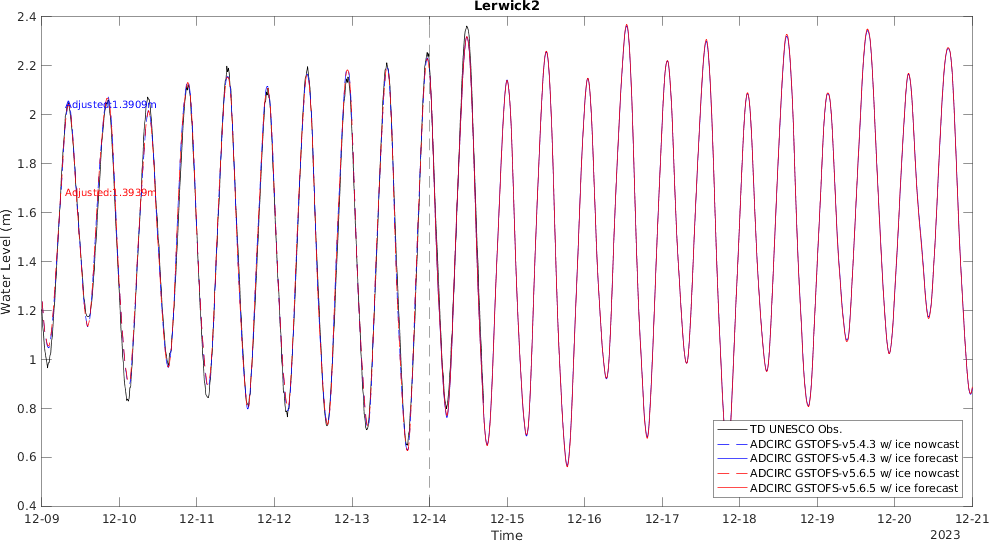 Lerwick2
2.4
2.2
2
1.8
1.6
1.4
1.2
1
0.8
0.6
0.4
Water Level (m)
Adjusted:1.3909m
Adjusted:1.3939m
TD UNESCO Obs.
ADCIRC GSTOFS-v5.4.3 w/ ice nowcast
ADCIRC GSTOFS-v5.4.3 w/ ice forecast
ADCIRC GSTOFS-v5.6.5 w/ ice nowcast
ADCIRC GSTOFS-v5.6.5 w/ ice forecast
12-09 12-10 12-11 12-12 12-13 12-14 12-15 12-16 12-17 12-18 12-19 12-20 12-21
Time
2023